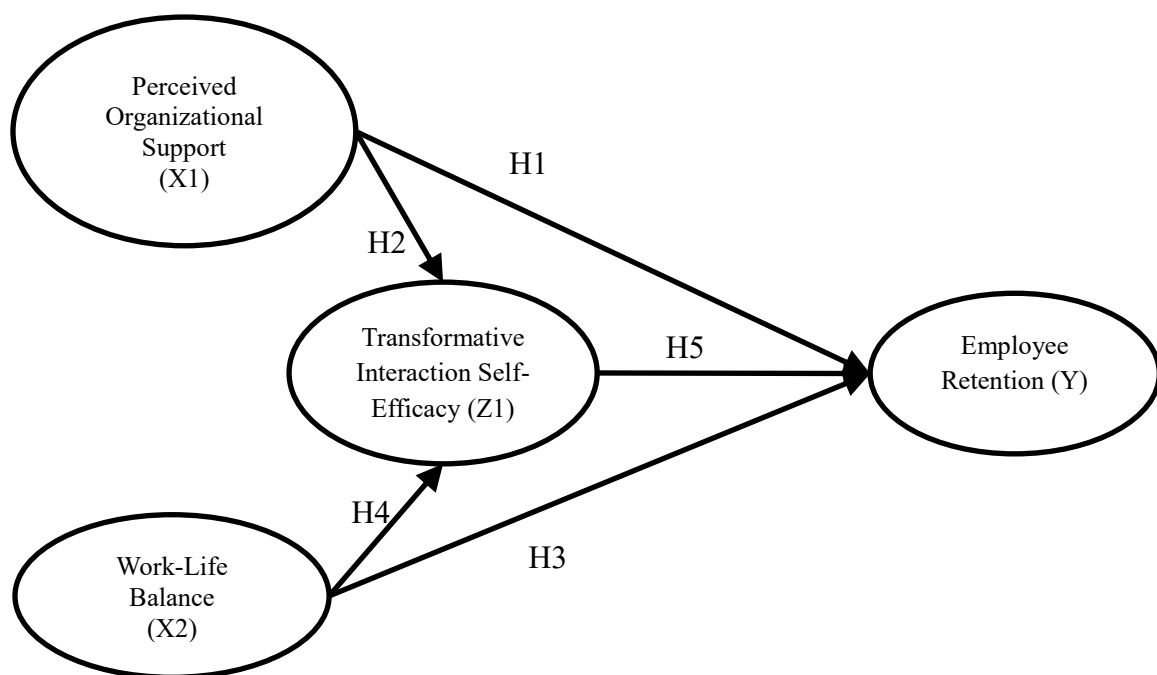 Perceived
Organizational
Support
(X1)
H1
H2
Transformative
Interaction Self-
Efficacy (Z1)
H5
Employee
Retention (Y)
H4
H3
Work-Life
Balance
(X2)